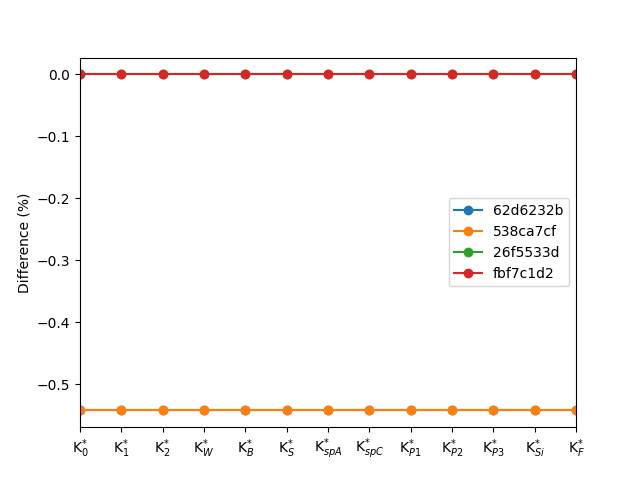 Difference (%)
0.0
−0.1
−0.2
−0.3
−0.4
−0.5
62d6232b
538ca7cf
26f5533d
fbf7c1d2
K*0 K*1 K*2 K*W K*B K*S K*spA K*spC K*P1 K*P2 K*P3 K*Si K*F